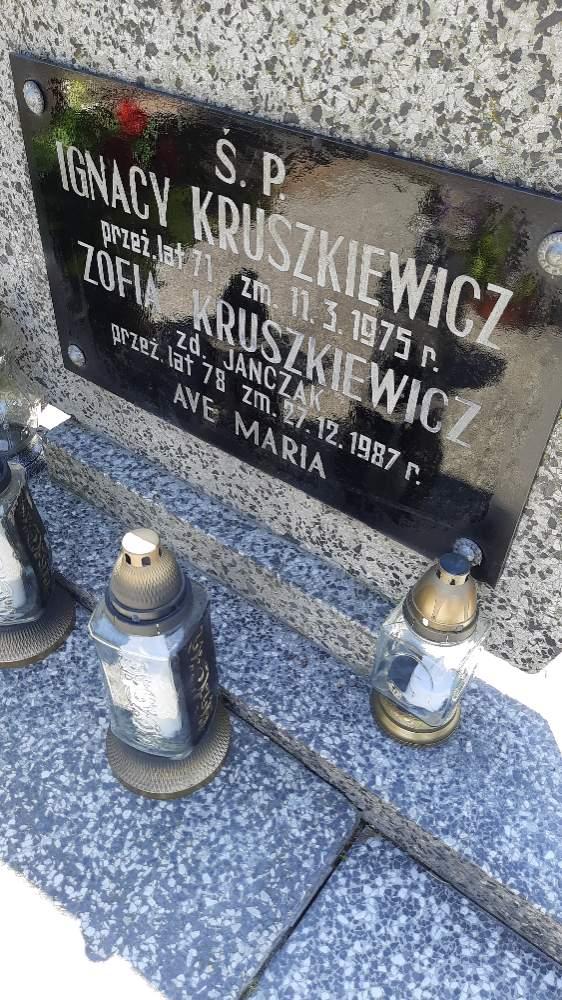 Ś. P.
IGNACY KRUSZKIEWICZ
przeż. lat 71 zm. 11.3.1975 r.
ZOFIA KRUSZKIEWICZ
zd. JANCZAK
przeż. lat 78 zm. 27.12.1987 r.
AVE MARIA